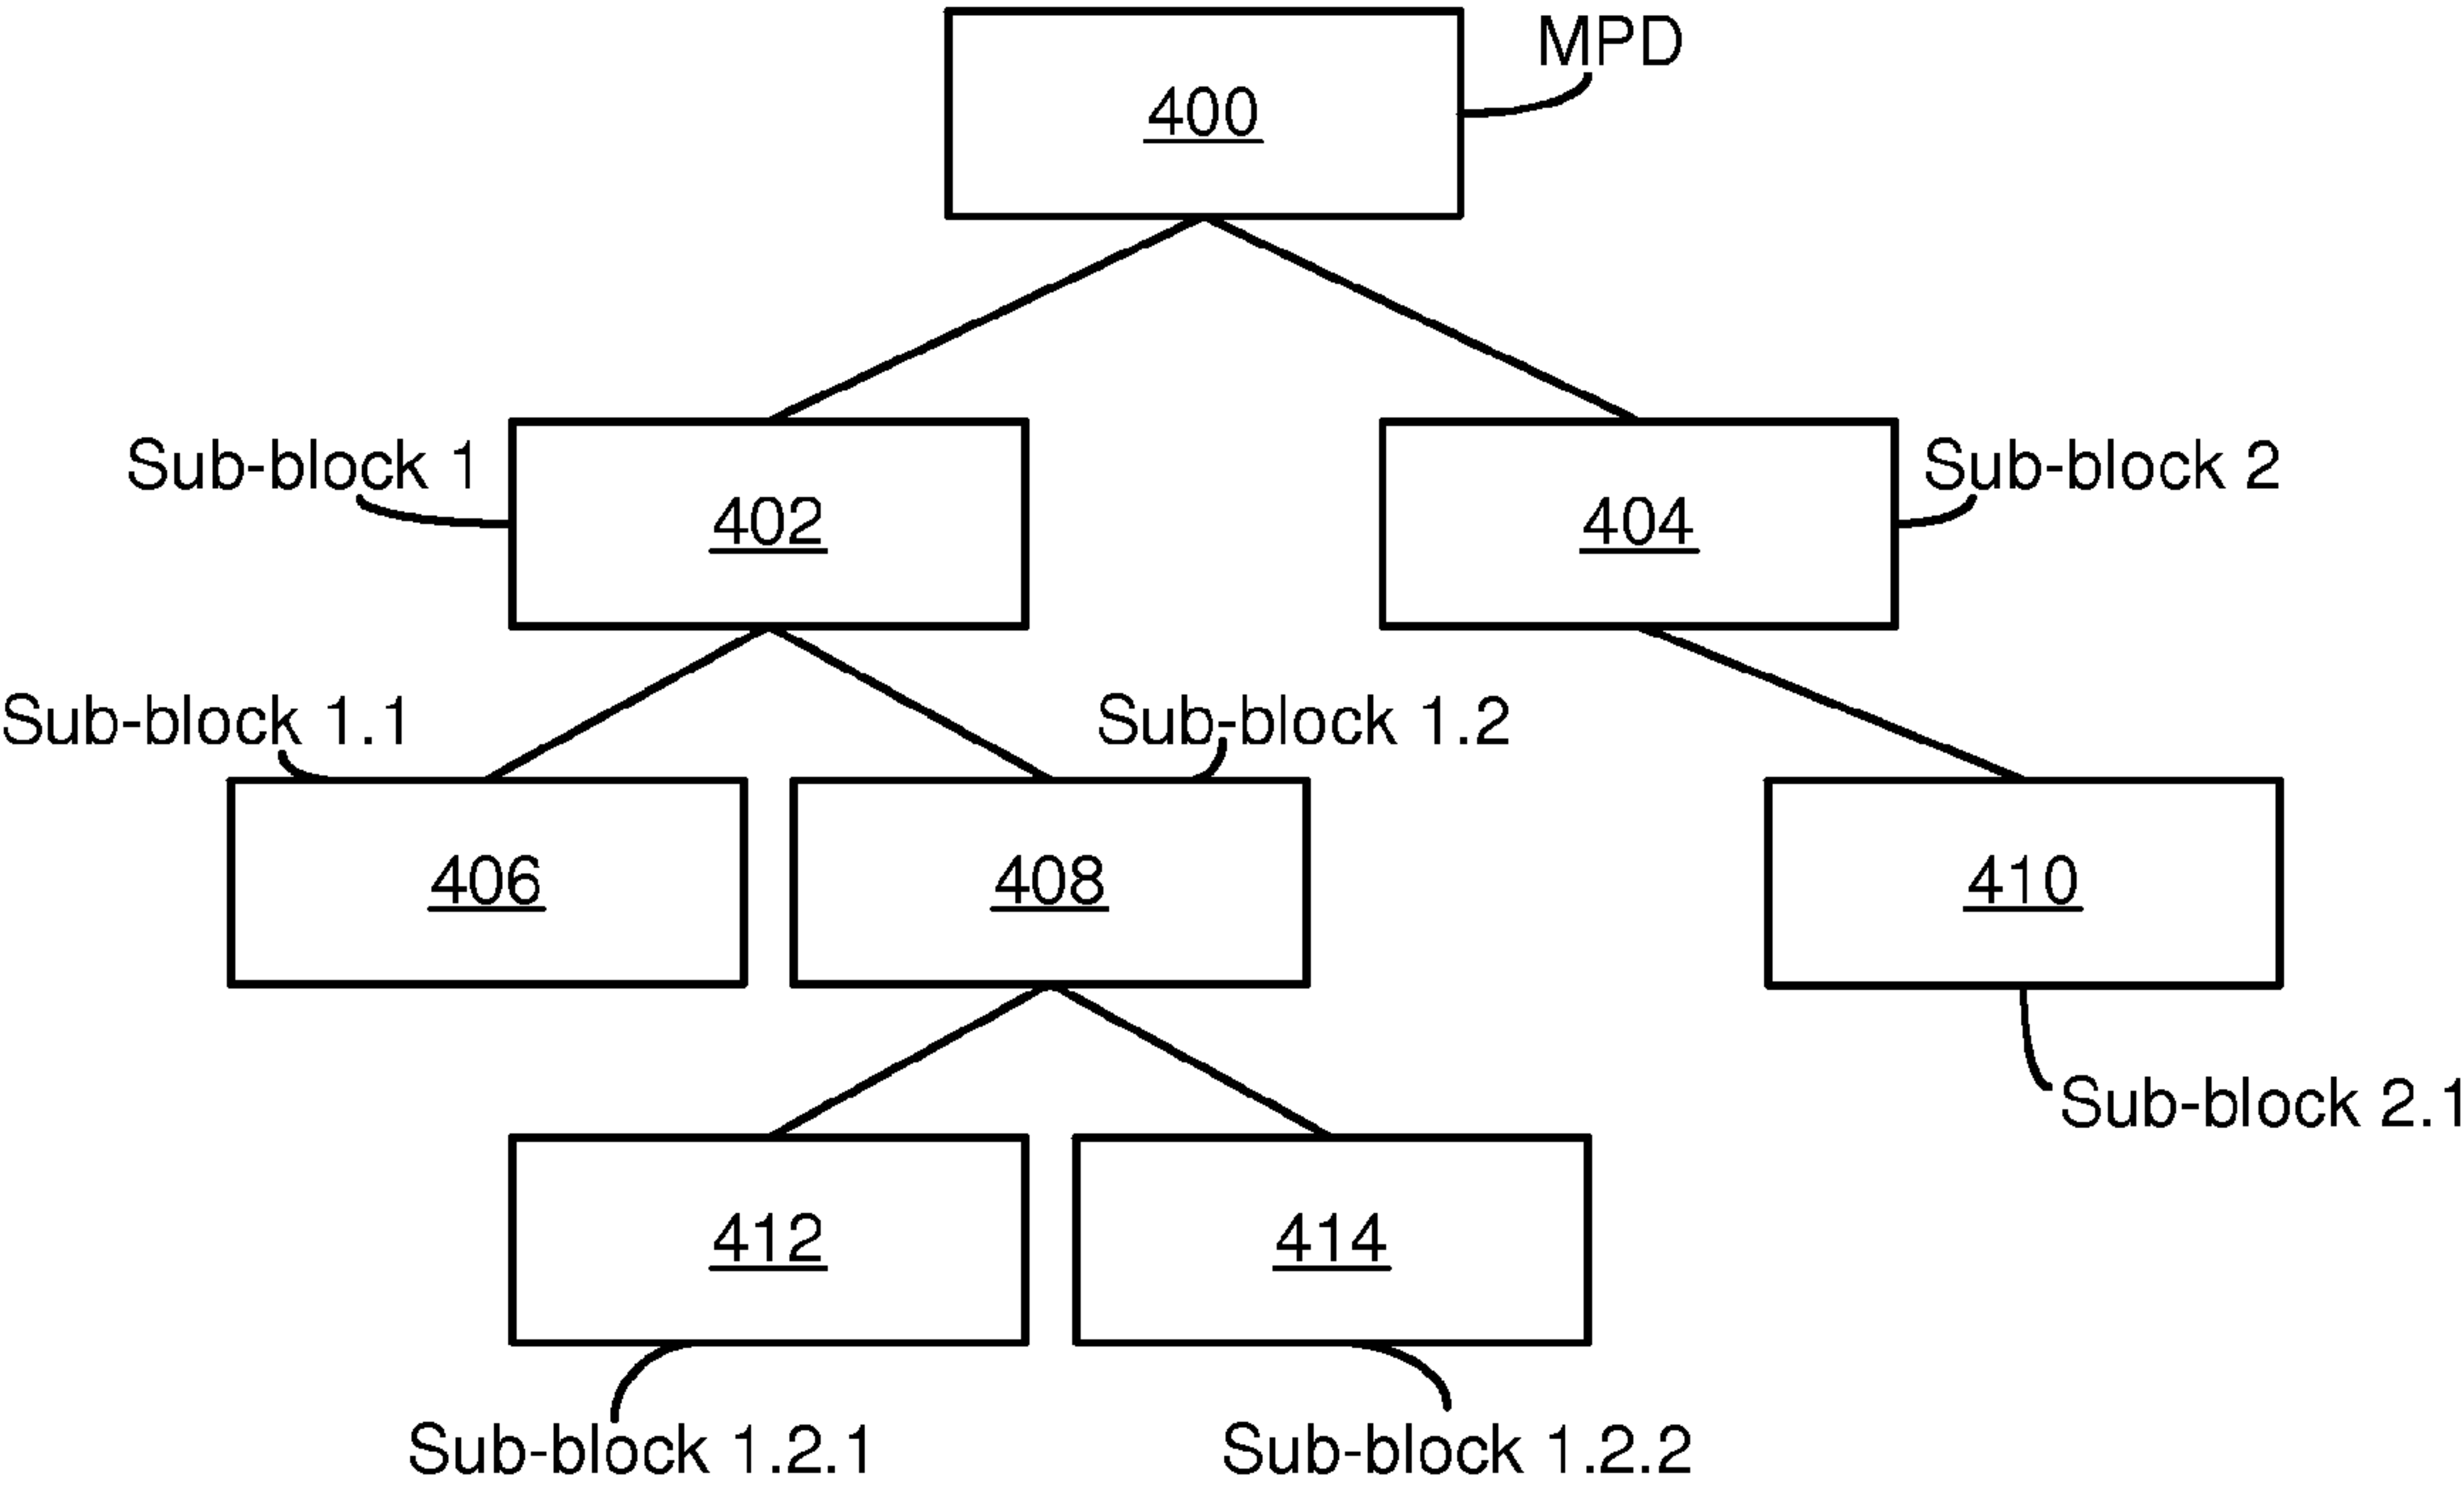 MPD
400
Sub-block 1
402
404
Sub-block 2
Sub-block 1.1
Sub-block 1.2
406
408
410
Sub-block 2.1
412
414
Sub-block 1.2.1
Sub-block 1.2.2